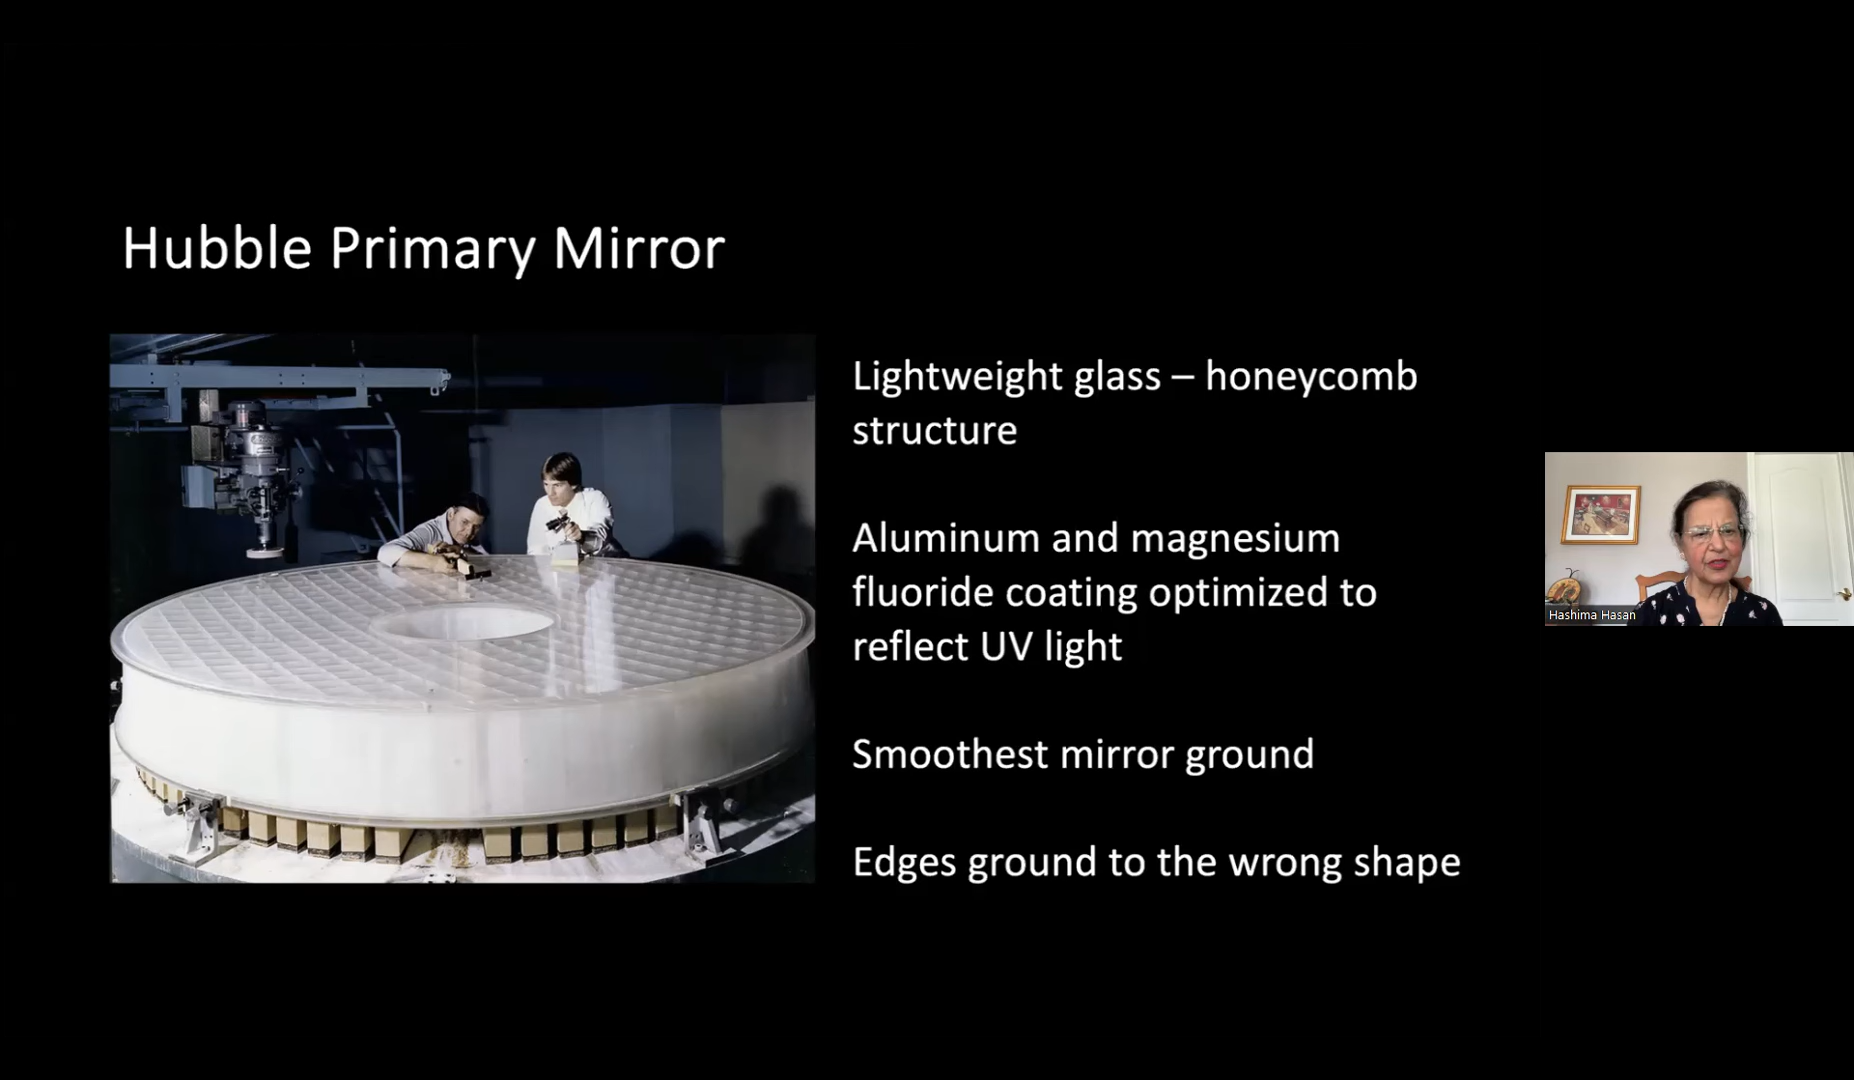 Hubble Primary Mirror
Lightweight glass – honeycomb
structure
Aluminum and magnesium
fluoride coating optimized to
reflect UV light
Smoothest mirror ground
Edges ground to the wrong shape
Hashima Hasan